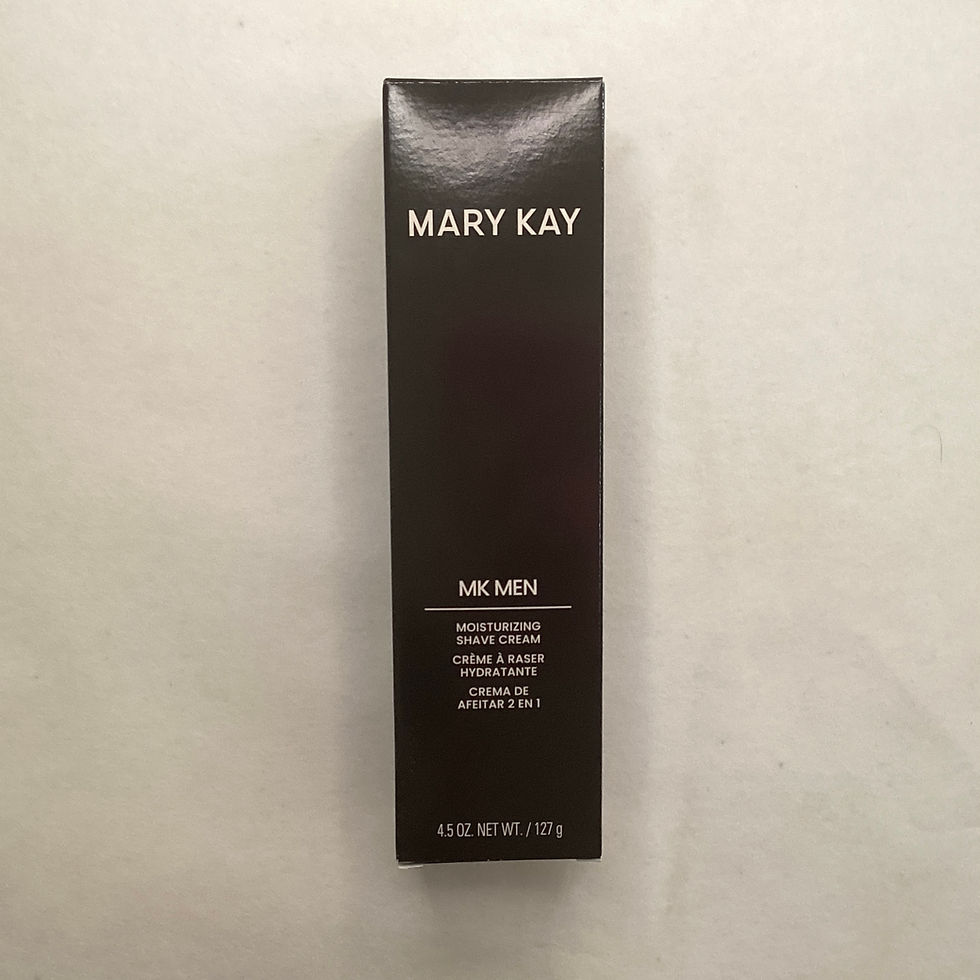 MARY KAY
MK MEN
MOISTURIZING
SHAVE CREAM
CRÈME À RASER
HYDRATANTE
CREMA DE
AFEITAR 2 EN 1
4.5 OZ. NET WT. / 127 g